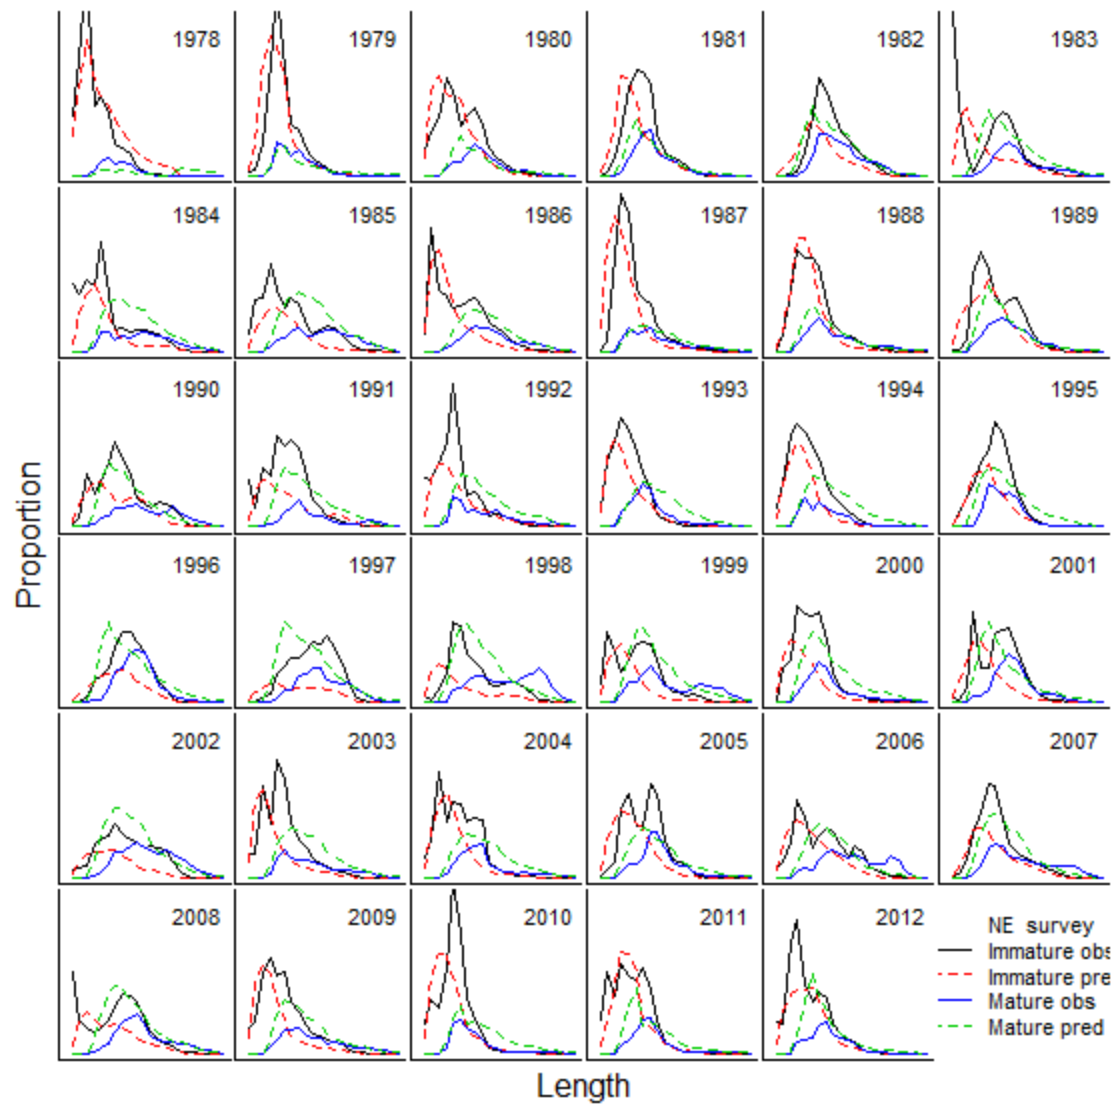 1978 1979 1980 1981 1982 1983
1984 1985 1986 1987 1988 1989
1990 1991 1992 1993 1994 1995
Proportion
1996 1997 1998 1999 2000 2001
2002 2003 2004 2005 2006 2007
2008 2009 2010 2011 2012
NE survey
Immature obs
Immature pre
Mature obs
Mature pred
Length